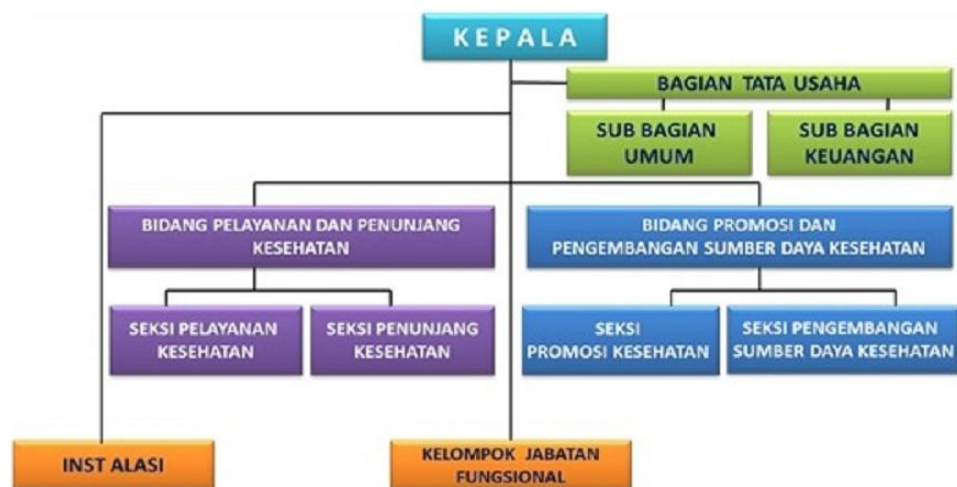 KEPALA
BAGIAN TATA USAHA
SUB BAGIAN
UMUM
SUB BAGIAN
KEUANGAN
BIDANG PELAYANAN DAN PENUNJANG
KESEHATAN
BIDANG PROMOSI DAN
PENGEMBANGAN SUMBER DAYA KESEHATAN
SEKSI PELAYANAN
KESEHATAN
SEKSI PENUNJANG
KESEHATAN
SEKSI
PROMOSI KESEHATAN
SEKSI PENGEMBANGAN
SUMBER DAYA KESEHATAN
INST ALASI
KELOMPOK JABATAN
FUNGSIONAL